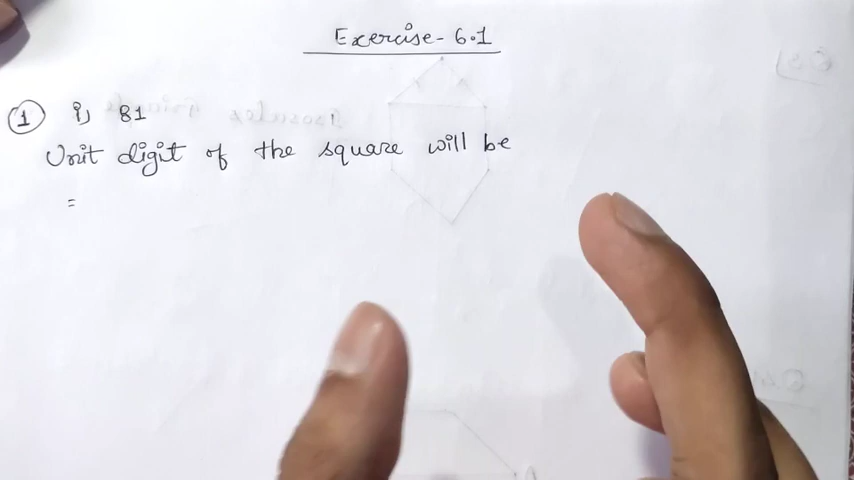 Exercise - 6.1
1 i) 81
Unit digit of the square will be
=